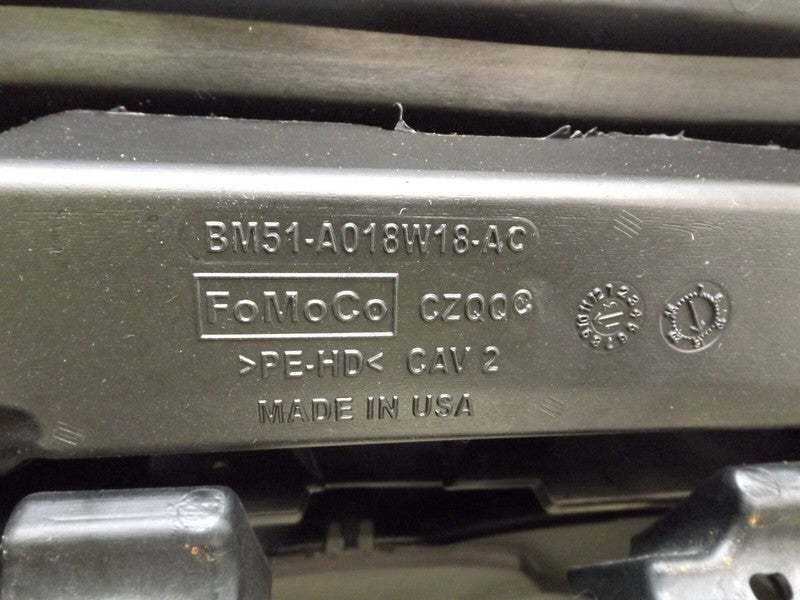 BM51-A018W18-AC
FoMoCo CZQQ©
>PE-HD< CAV 2
MADE IN USA